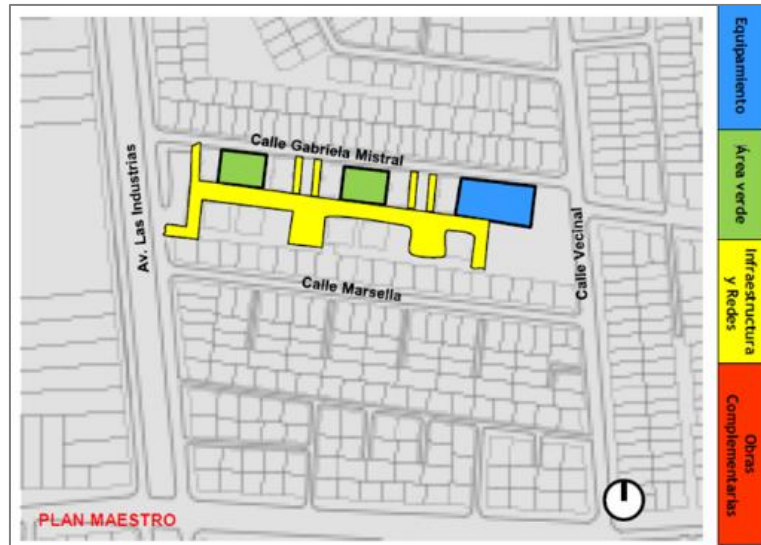 Calle Gabriela Mistral
Av. Las Industrias
Calle Vecinal
Calle Marsella
PLAN MAESTRO
Equipamiento
Área verde
Infraestructura
y Redes
Obras
Complementarias